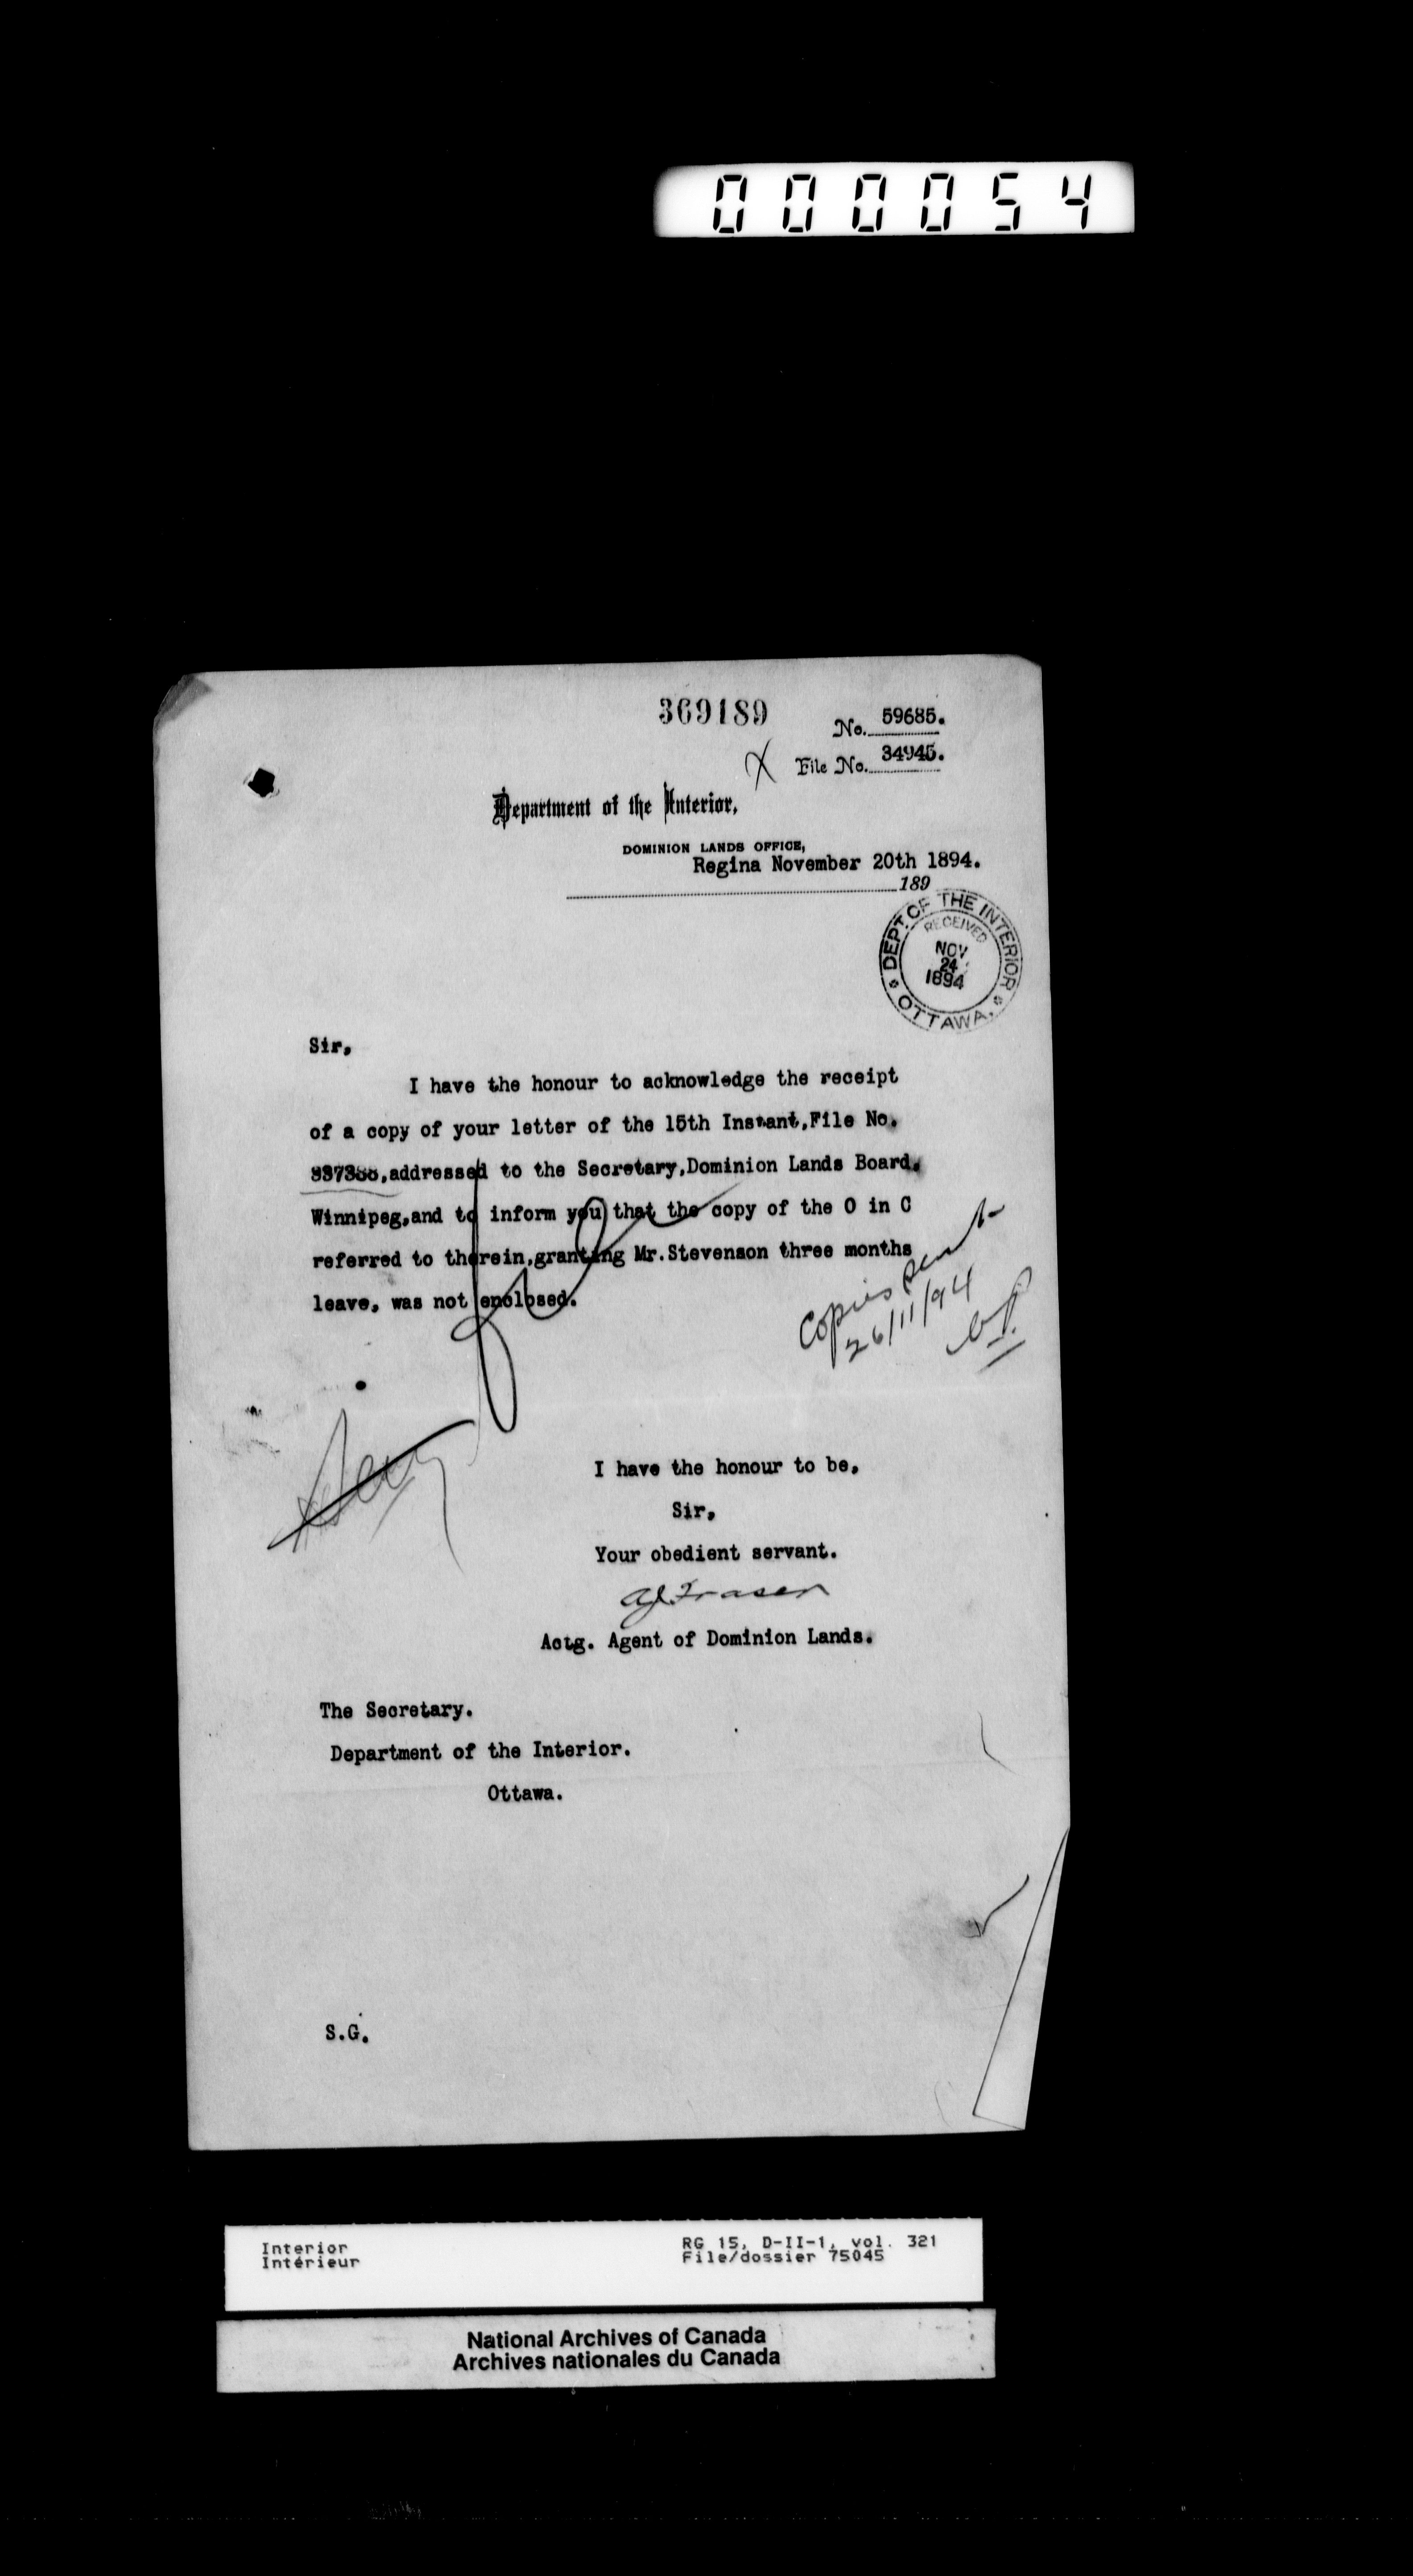 000054
369189
No. 59685.
File No. 34945.
Department of the Interior,
DOMINION LANDS OFFICE,
Regina November 20th 1894.
189
DEPT. OF THE INTERIOR
RECEIVED
NOV
24
1894
OTTAWA.
Sir,
I have the honour to acknowledge the receipt
of a copy of your letter of the 15th Instant,File No.
addressed to the Secretary,Dominion Lands Board,
Winnipeg,and to inform you that the copy of the O in C
referred to therein,granting Mr.Stevenson three months
leave, was not enclosed.
Copies sent
26/11/94
I have the honour to be,
Sir,
Your obedient servant.
AJ Fraser
Actg. Agent of Dominion Lands.
The Secretary.
Department of the Interior.
Ottawa.
S.G.
Interior
Intérieur
RG 15, D-II-1, vol. 321
File/dossier 75045
National Archives of Canada
Archives nationales du Canada